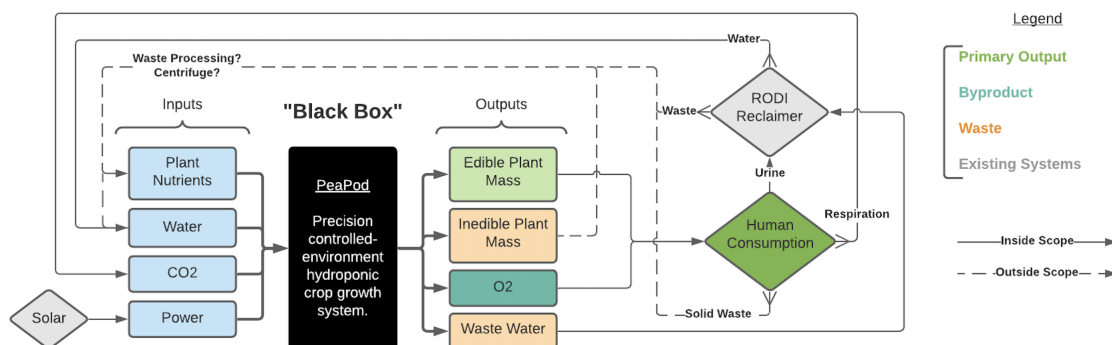 Water
Legend
Waste Processing?
Centrifuge?
Primary Output
Byproduct
Waste
Existing Systems
Inputs
"Black Box"
Outputs
RODI
Reclaimer
Waste
Plant
Nutrients
Water
CO2
Power
Solar
PeaPod
Precision
controlled-
environment
hydroponic
crop growth
system.
Edible Plant
Mass
Inedible Plant
Mass
O2
Waste Water
Urine
Human
Consumption
Respiration
Solid Waste
Inside Scope
Outside Scope